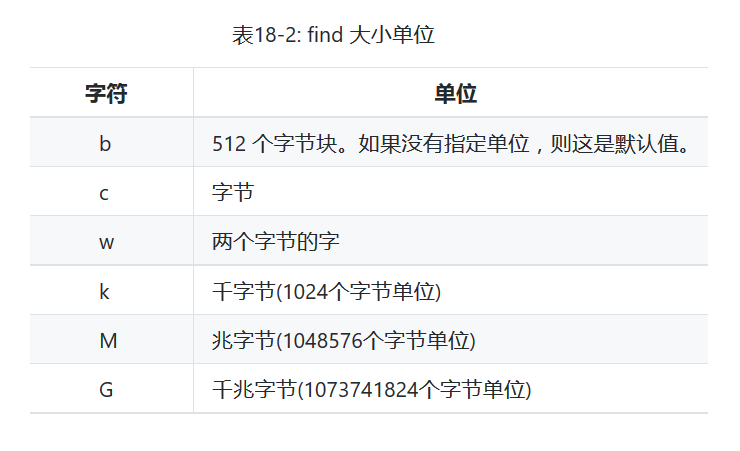 表18-2: find 大小单位
字符 单位
b 512 个字节块。如果没有指定单位，则这是默认值。
c 字节
w 两个字节的字
k 千字节(1024个字节单位)
M 兆字节(1048576个字节单位)
G 千兆字节(1073741824个字节单位)